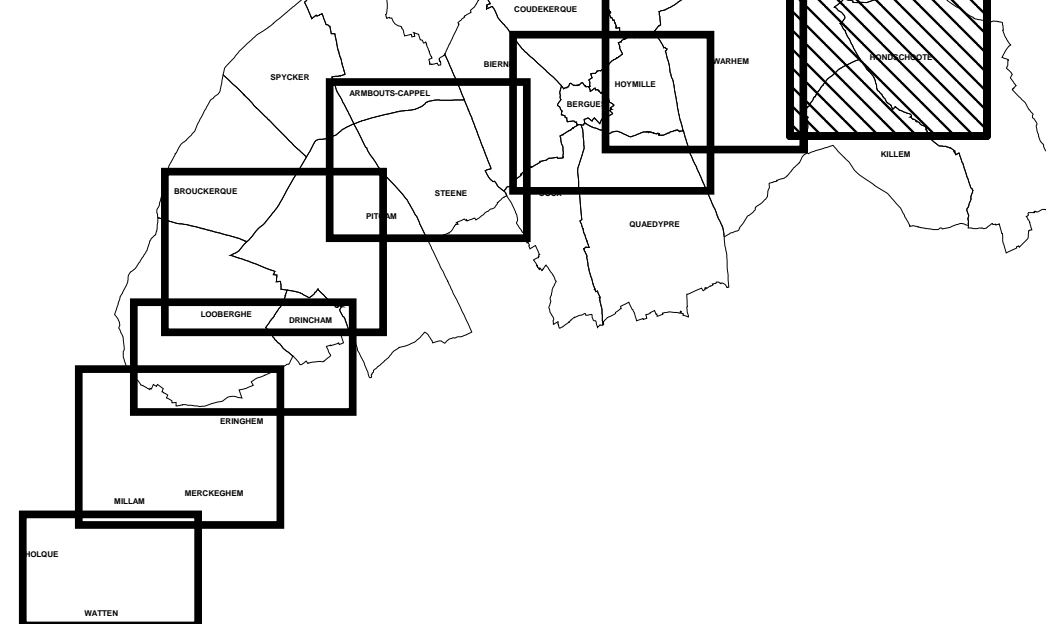 COUDEKERQUE
HONDSCHOOTE
WARHEM
BIERN
SPYCKER
HOYMILLE
ARMBOUTS-CAPPEL
BERGUE
KILLEM
BROUCKERQUE
STEENE
PITGAM
QUAEDYPRE
LOOBERGHE
DRINCHAM
ERINGHEM
MERCKEGHEM
MILLAM
HOLQUE
WATTEN